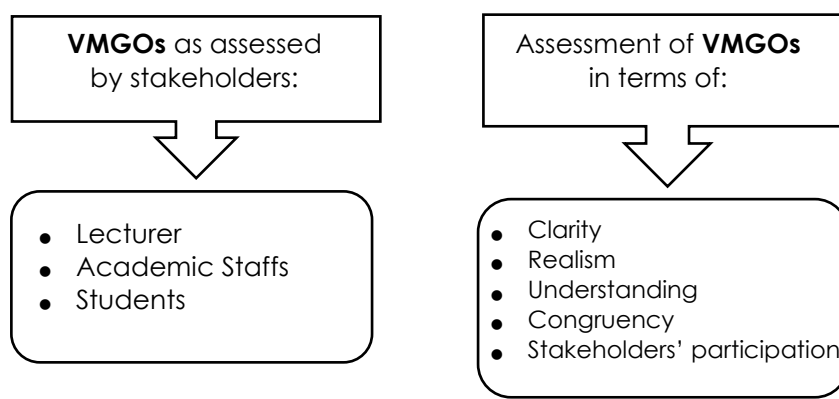 VMGOs as assessed
by stakeholders:
• Lecturer
• Academic Staffs
• Students
Assessment of VMGOs
in terms of:
• Clarity
• Realism
• Understanding
• Congruency
• Stakeholders’ participation